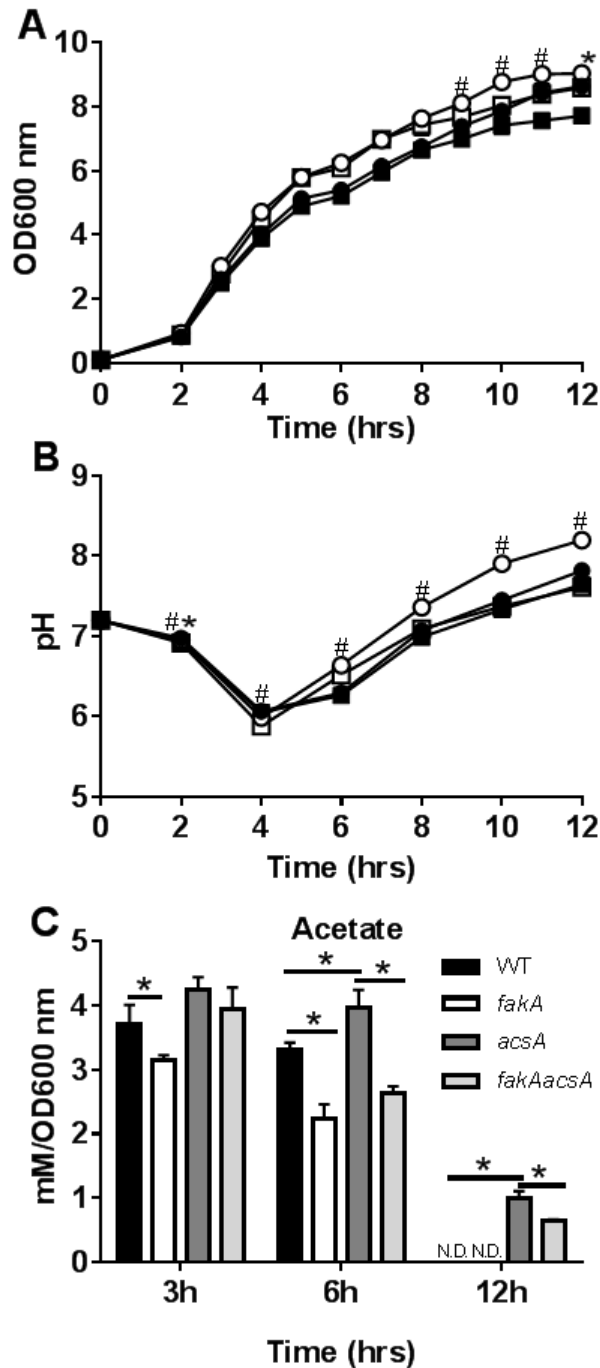 A
10
8
6
4
2
0
OD600 nm
# # # *
0 2 4 6 8 10 12
Time (hrs)
B
9
8
7
6
5
pH
#* # # # # #
0 2 4 6 8 10 12
Time (hrs)
C
Acetate
5
4
3
2
1
0
mM/OD600 nm
* * * *
WT
fakA
acsA
fakAacsA
* *
N.D. N.D.
3h 6h 12h
Time (hrs)